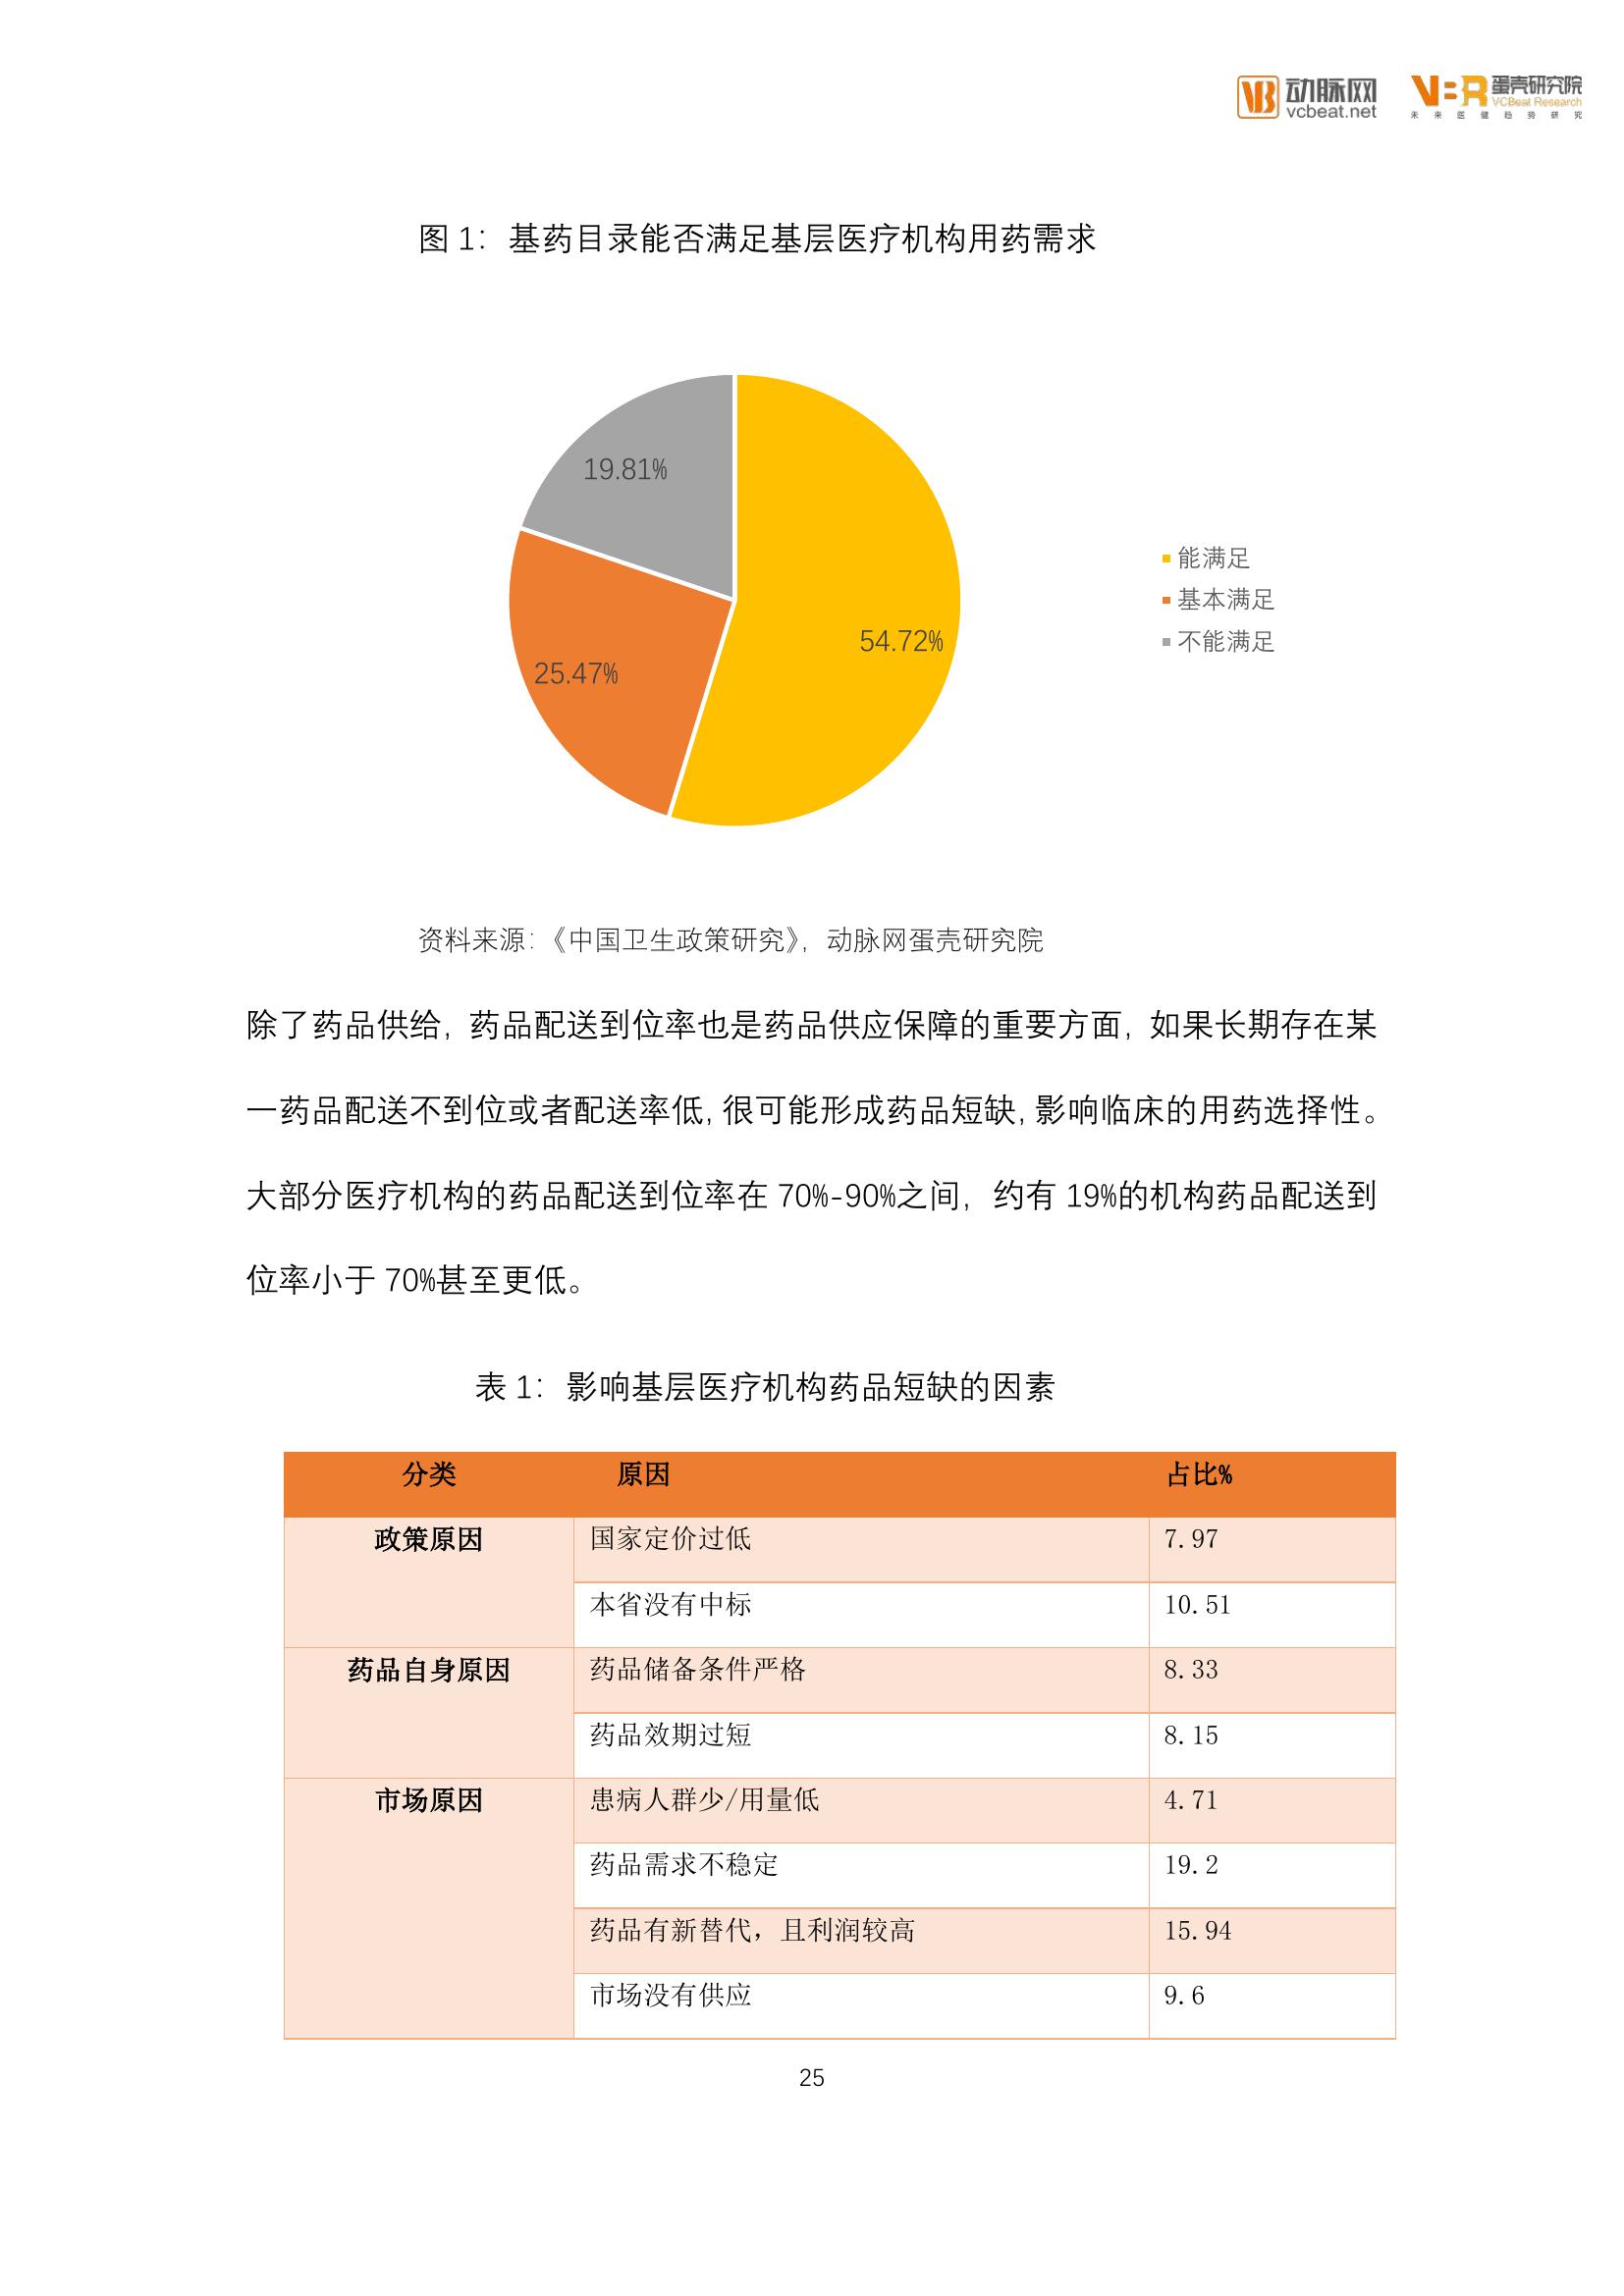 动脉网
vcbeat.net
VBR 蛋壳研究院
VCBeat Research
未来医健趋势研究
图 1：基药目录能否满足基层医疗机构用药需求
19.81%
54.72%
25.47%
能满足
基本满足
不能满足
资料来源：《中国卫生政策研究》，动脉网蛋壳研究院
除了药品供给，药品配送到位率也是药品供应保障的重要方面，如果长期存在某
一药品配送不到位或者配送率低，很可能形成药品短缺，影响临床的用药选择性。
大部分医疗机构的药品配送到位率在 70%-90%之间，约有 19%的机构药品配送到
位率小于 70%甚至更低。
表 1：影响基层医疗机构药品短缺的因素
分类 原因 占比%
政策原因 国家定价过低 7.97
本省没有中标 10.51
药品自身原因 药品储备条件严格 8.33
药品效期过短 8.15
市场原因 患病人群少/用量低 4.71
药品需求不稳定 19.2
药品有新替代，且利润较高 15.94
市场没有供应 9.6
25